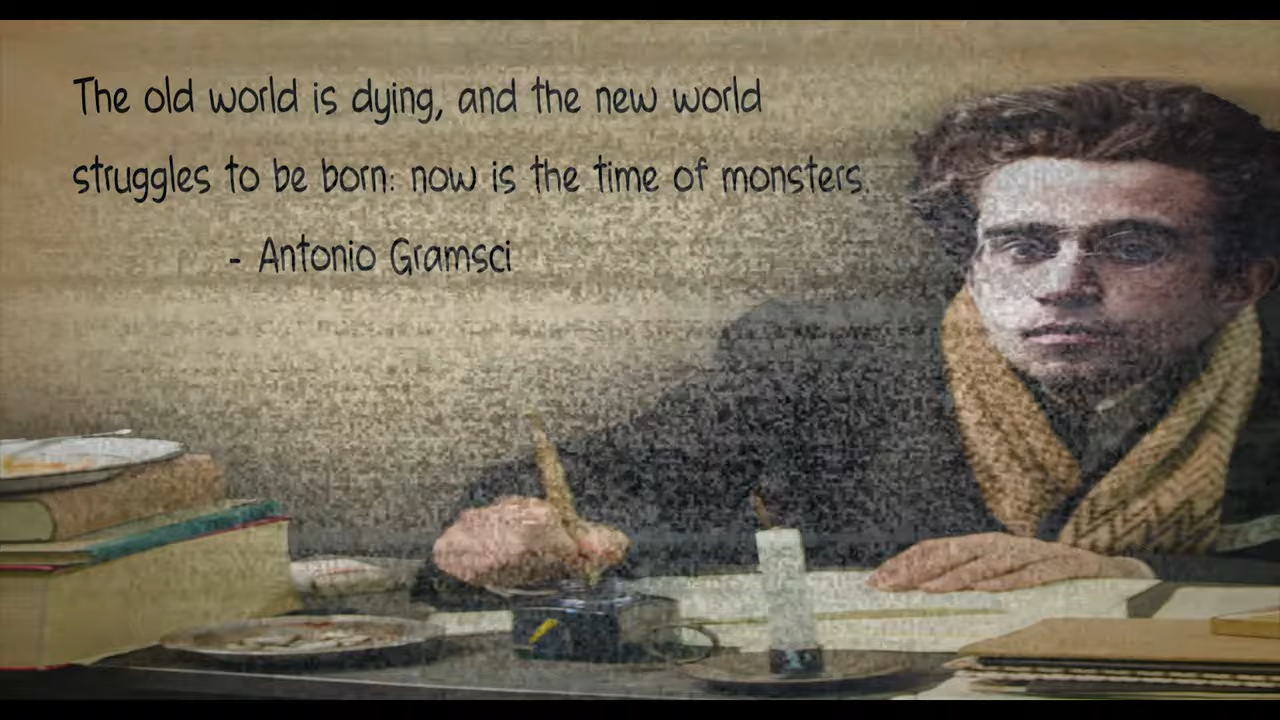 The old world is dying, and the new world
struggles to be born: now is the time of monsters.
- Antonio Gramsci